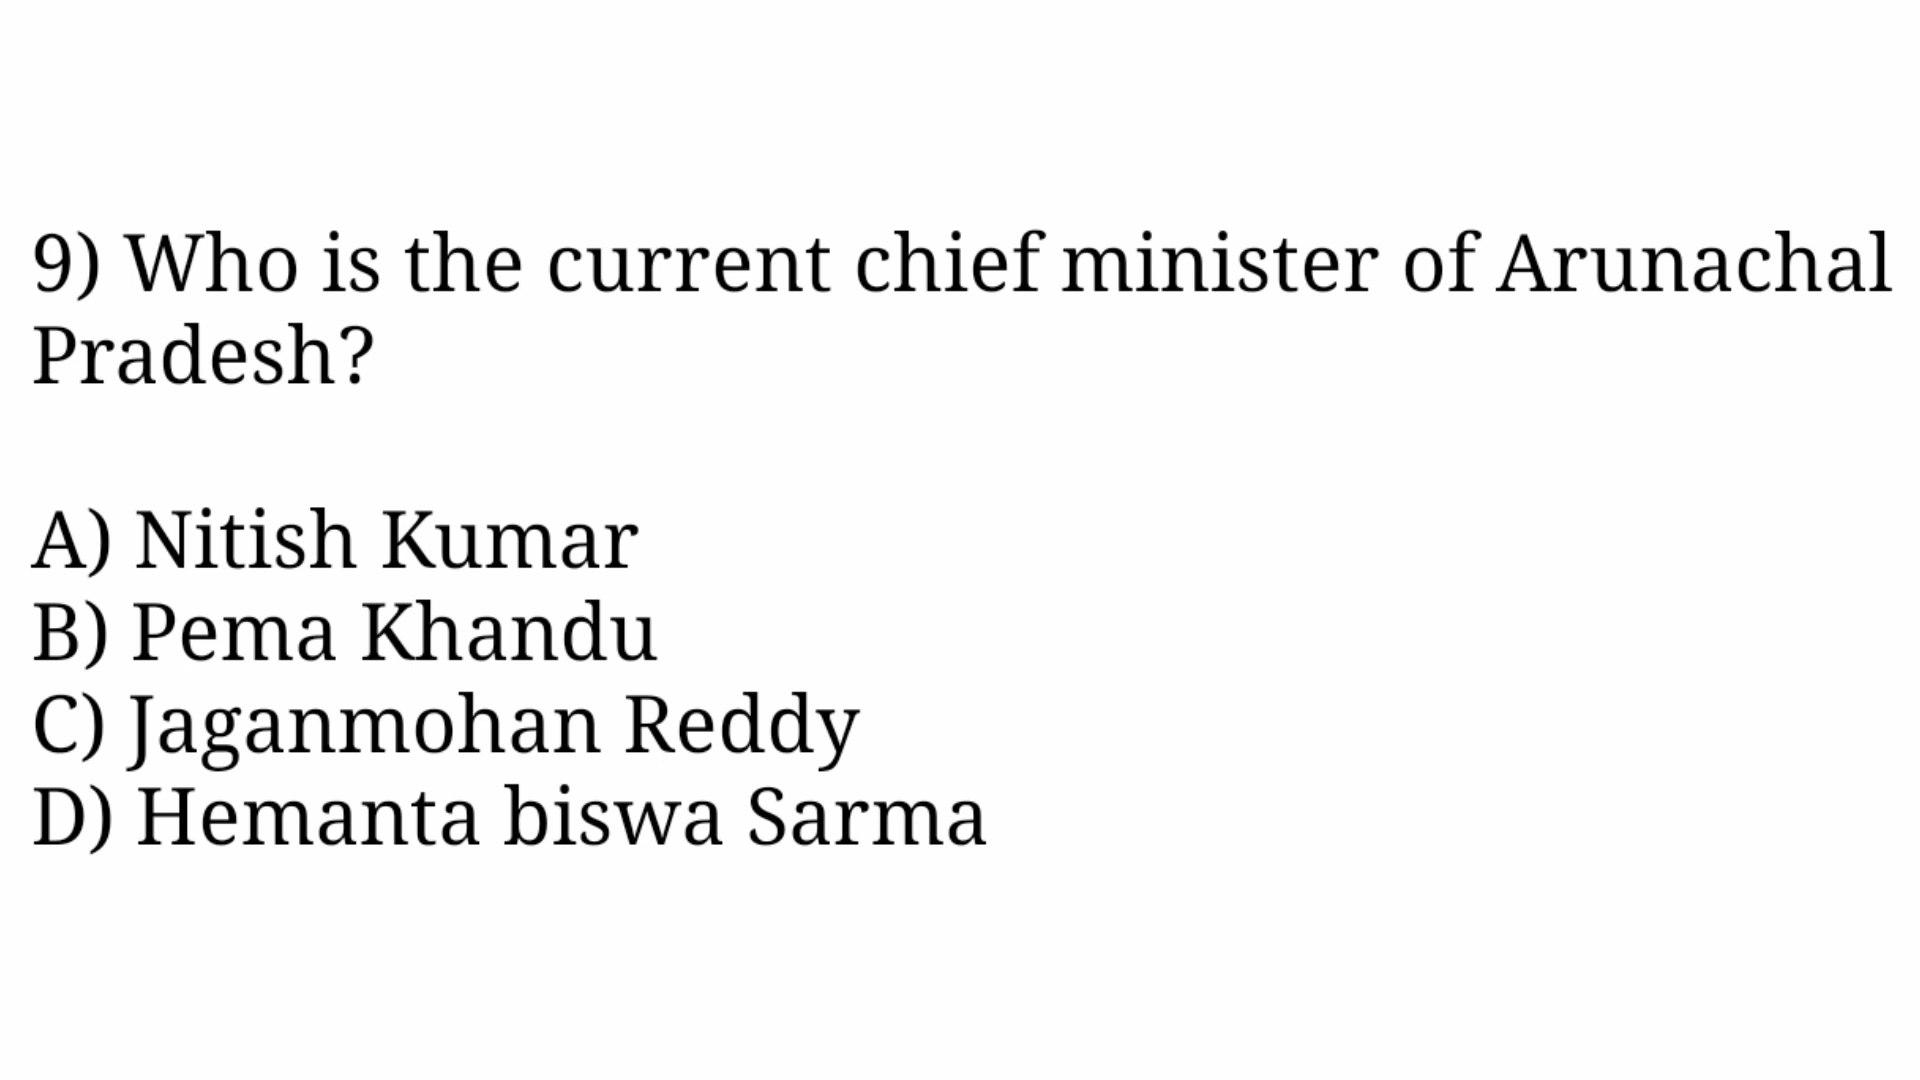 9) Who is the current chief minister of Arunachal
Pradesh?
A) Nitish Kumar
B) Pema Khandu
C) Jaganmohan Reddy
D) Hemanta biswa Sarma